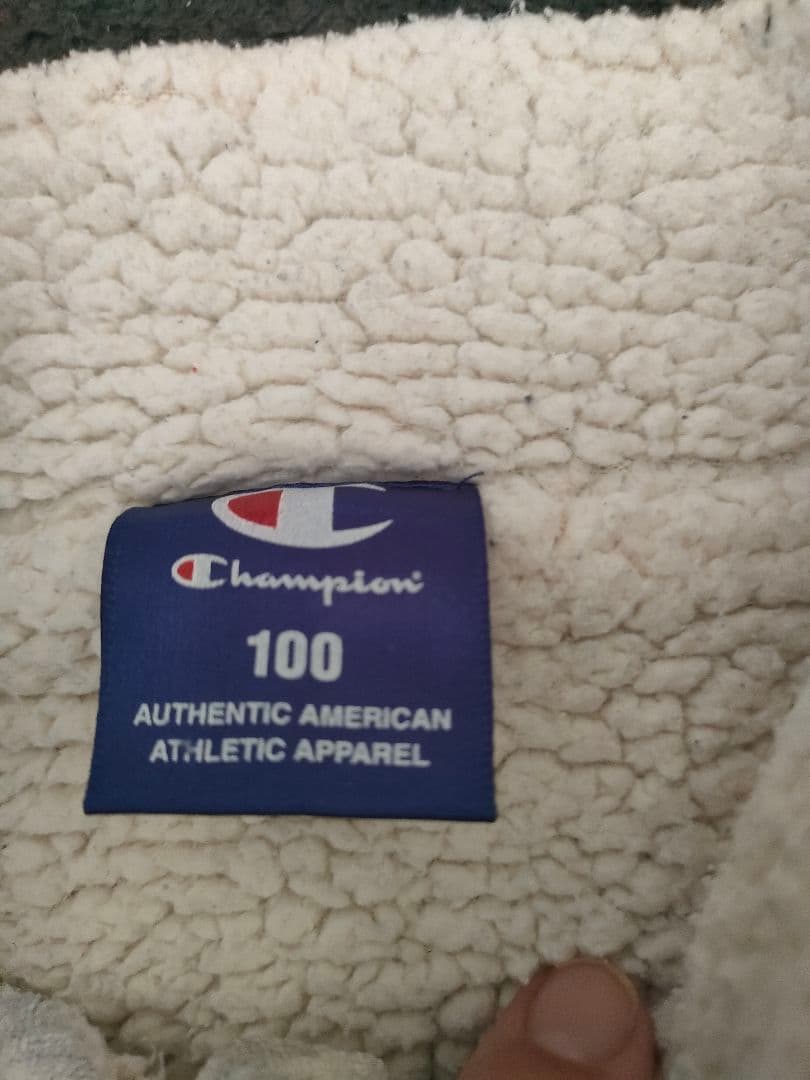 Champion
100
AUTHENTIC AMERICAN
ATHLETIC APPAREL